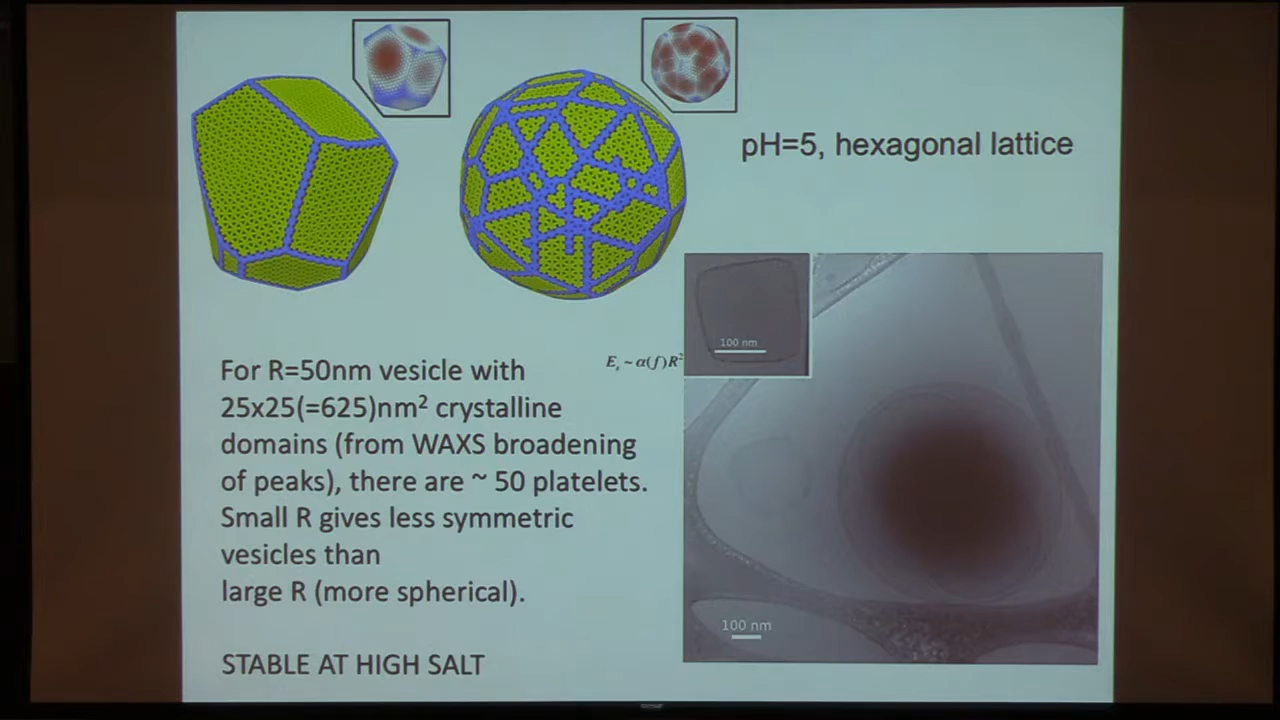 pH=5, hexagonal lattice
100 nm
For R=50nm vesicle with
25x25(=625)nm² crystalline
domains (from WAXS broadening
of peaks), there are ~ 50 platelets.
Small R gives less symmetric
vesicles than
large R (more spherical).
STABLE AT HIGH SALT
Eₛ ~ α(f)R²
100 nm